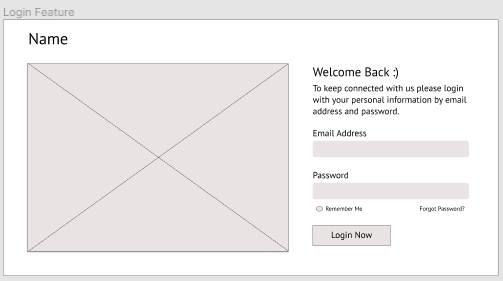 Login Feature
Name
Welcome Back :)
To keep connected with us please login
with your personal information by email
address and password.
Email Address
Password
Remember Me
Forgot Password?
Login Now